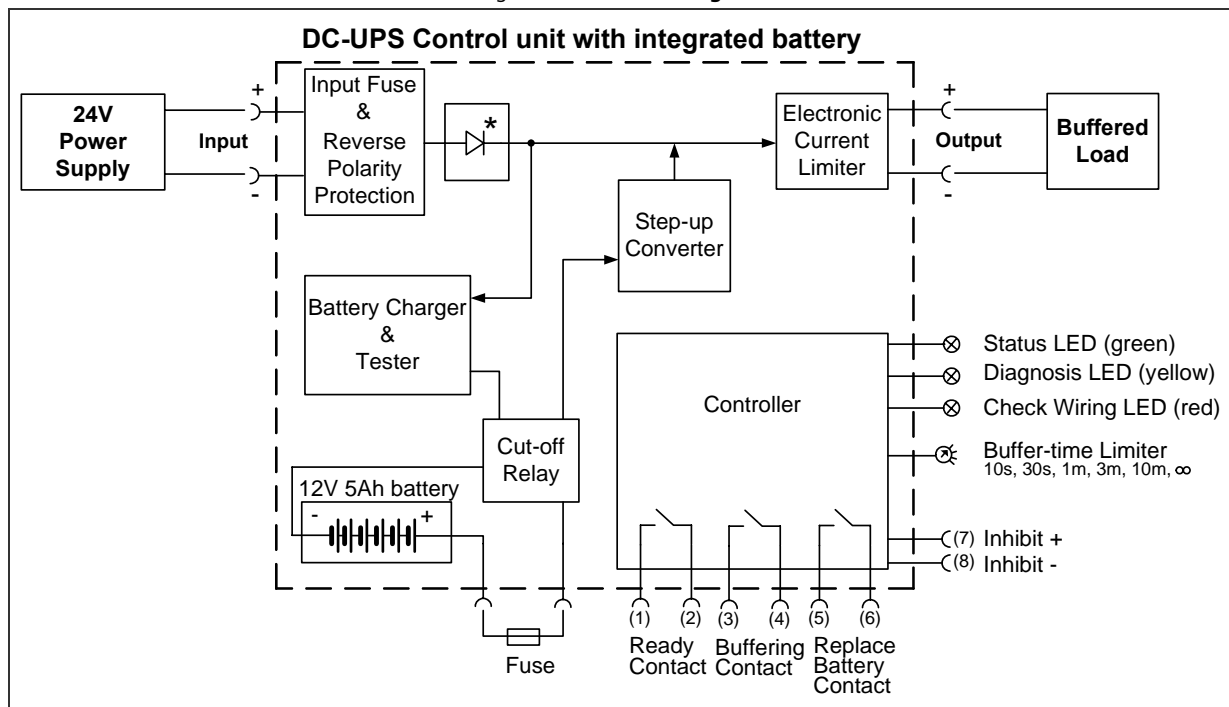 DC-UPS Control unit with integrated battery
24V
Power
Supply
+
Input
-
Input Fuse
&
Reverse
Polarity
Protection
*
Electronic
Current
Limiter
+
Output
-
Buffered
Load
Step-up
Converter
Battery Charger
&
Tester
Cut-off
Relay
12V 5Ah battery
- +
Fuse
Controller
Status LED (green)
Diagnosis LED (yellow)
Check Wiring LED (red)
Buffer-time Limiter
10s, 30s, 1m, 3m, 10m, ∞
(7) Inhibit +
(8) Inhibit -
(1) (2) (3) (4) (5) (6)
Ready
Contact
Buffering
Contact
Replace
Battery
Contact